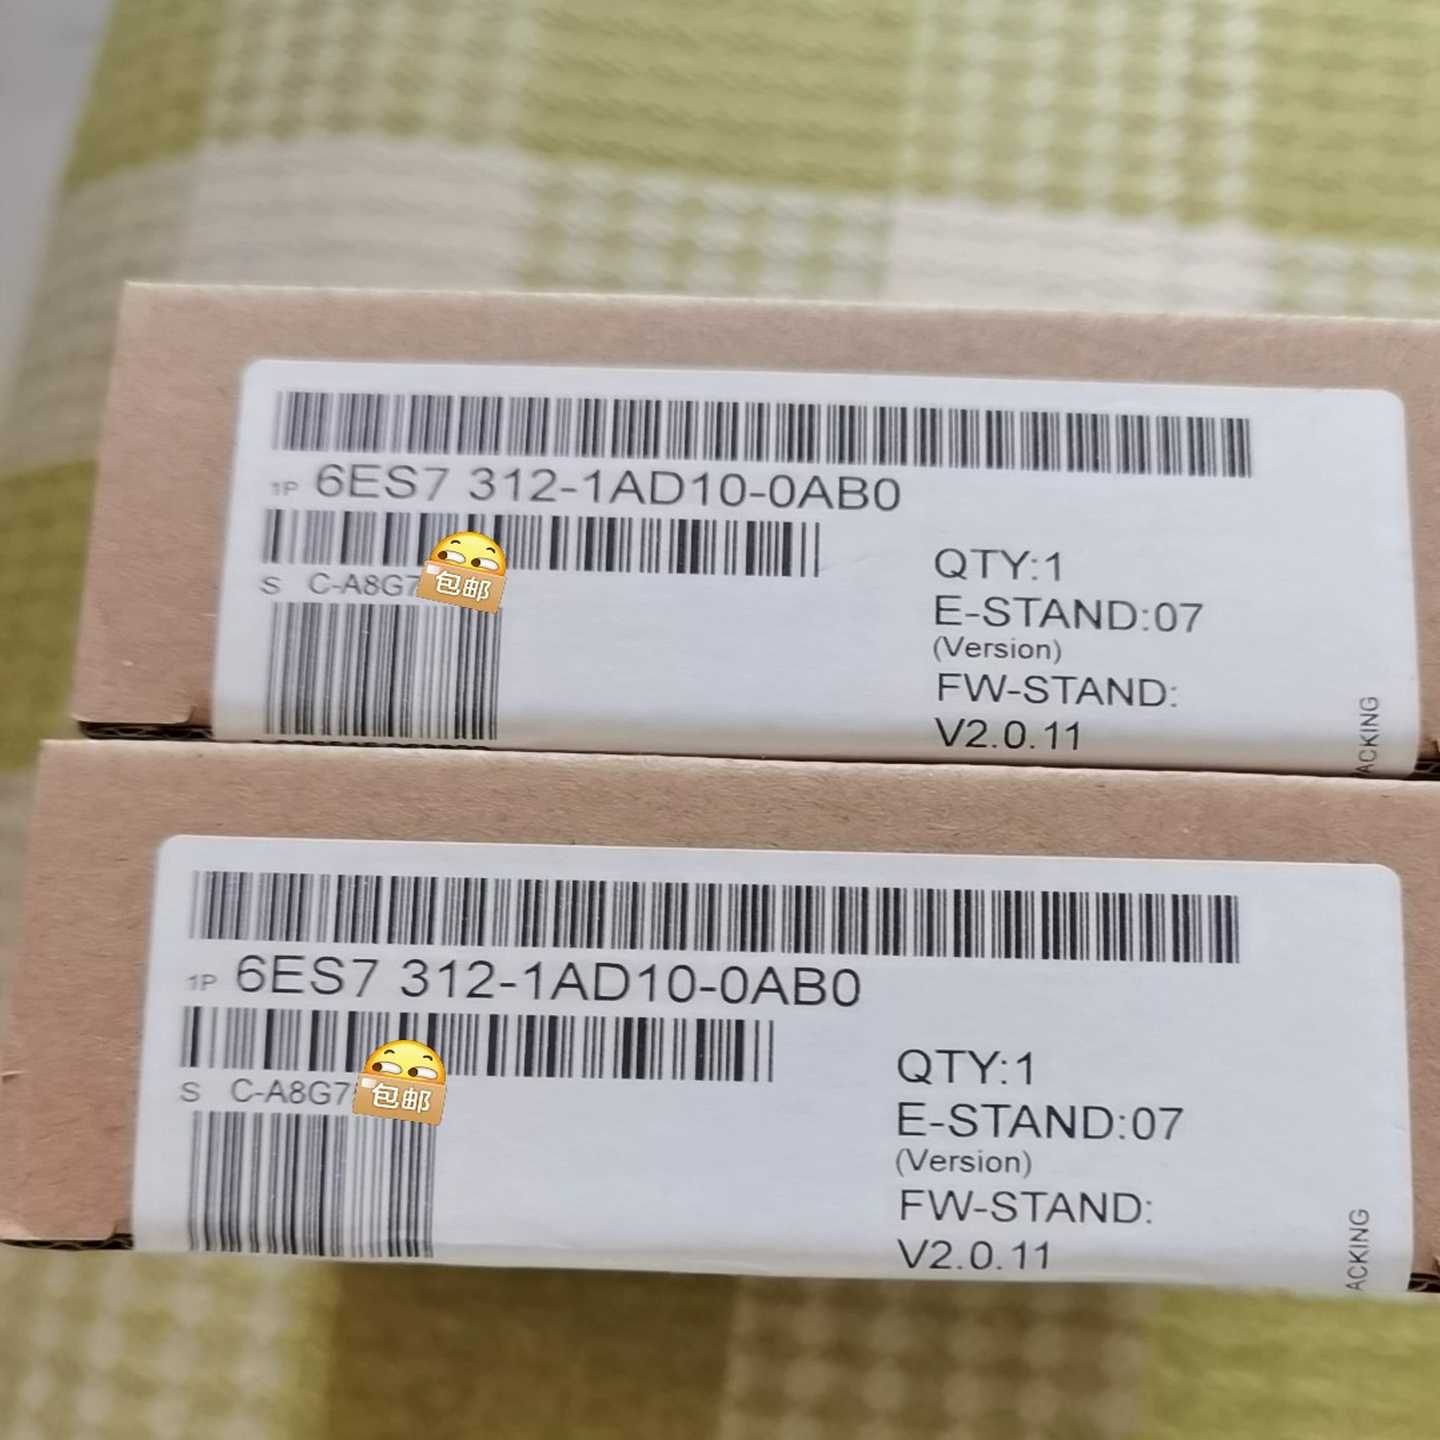 1P 6ES7 312-1AD10-0AB0
S C-A8G7
包邮
QTY:1
E-STAND:07
(Version)
FW-STAND:
V2.0.11
ACKING
1P 6ES7 312-1AD10-0AB0
S C-A8G7
包邮
QTY:1
E-STAND:07
(Version)
FW-STAND:
V2.0.11
ACKING